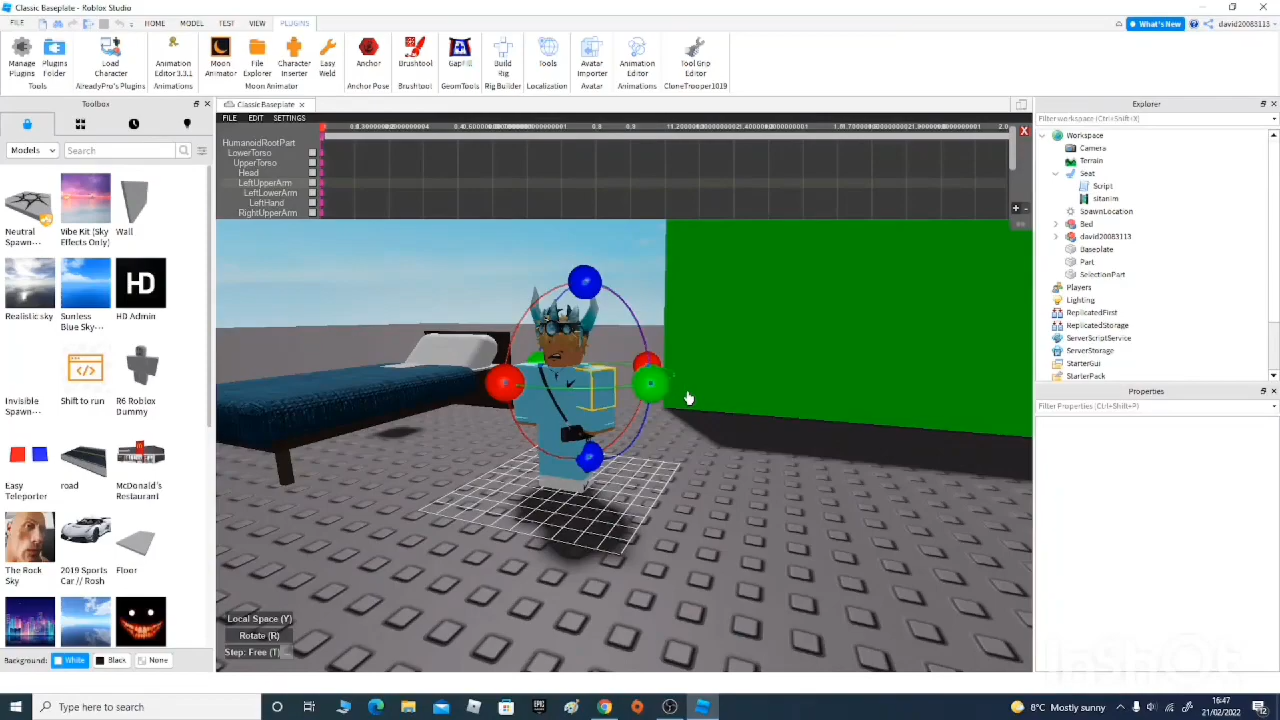 Classic Baseplate - Roblox Studio
FILE HOME MODEL TEST VIEW PLUGINS What's New david20083113
Manage Plugins
Plugins Folder
Tools
Load Character
AlreadyPro's Plugins
Animation Editor 3.3.1
Animations
Moon Animator
File Explorer
Character Inserter
Easy Weld
Moon Animator
Anchor
Anchor Pose
Brushtool
Brushtool
GapFill
GeomTools
Build Rig
Rig Builder
Tools
Localization
Avatar Importer
Avatar
Animation Editor
Animations
Tool Grip Editor
CloneTrooper1019
Toolbox
Models
Search
Neutral Spawn...
Vibe Kit (Sky Effects Only)
Wall
Realistic sky
Sunless Blue Sky...
HD
HD Admin
Invisible Spawn...
Shift to run
R6 Roblox Dummy
Easy Teleporter
road
McDonald's Restaurant
The Rock Sky
2019 Sports Car // Rosh
Floor
Background: White Black None
ClassicBaseplate
FILE EDIT SETTINGS
HumanoidRootPart
LowerTorso
UpperTorso
Head
LeftUpperArm
LeftLowerArm
LeftHand
RightUpperArm
Local Space (Y)
Rotate (R)
Step: Free (T)
Explorer
Filter workspace (Ctrl+Shift+X)
Workspace
Camera
Terrain
Seat
Script
sitanim
SpawnLocation
Bed
david20083113
Baseplate
Part
SelectionPart
Players
Lighting
ReplicatedFirst
ReplicatedStorage
ServerScriptService
ServerStorage
StarterGui
StarterPack
Properties
Filter Properties (Ctrl+Shift+P)
Type here to search
8°C Mostly sunny
16:47
21/02/2022
12